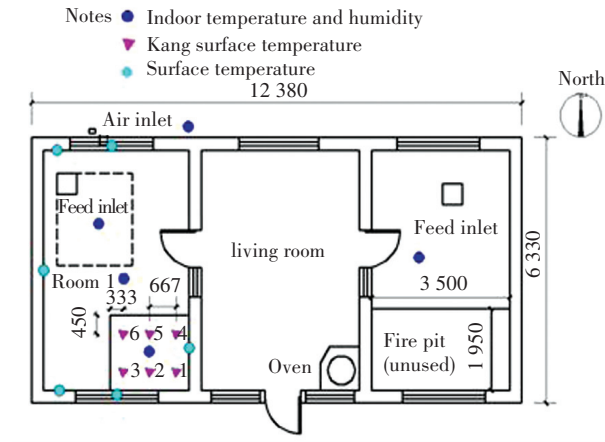 Notes Indoor temperature and humidity
Kang surface temperature
Surface temperature
12 380
North
Air inlet
Feed inlet
Feed inlet
living room
Room 1
333
667
3 500
6 330
450
6 5 4
3 2 1
Oven
Fire pit
(unused)
1 950